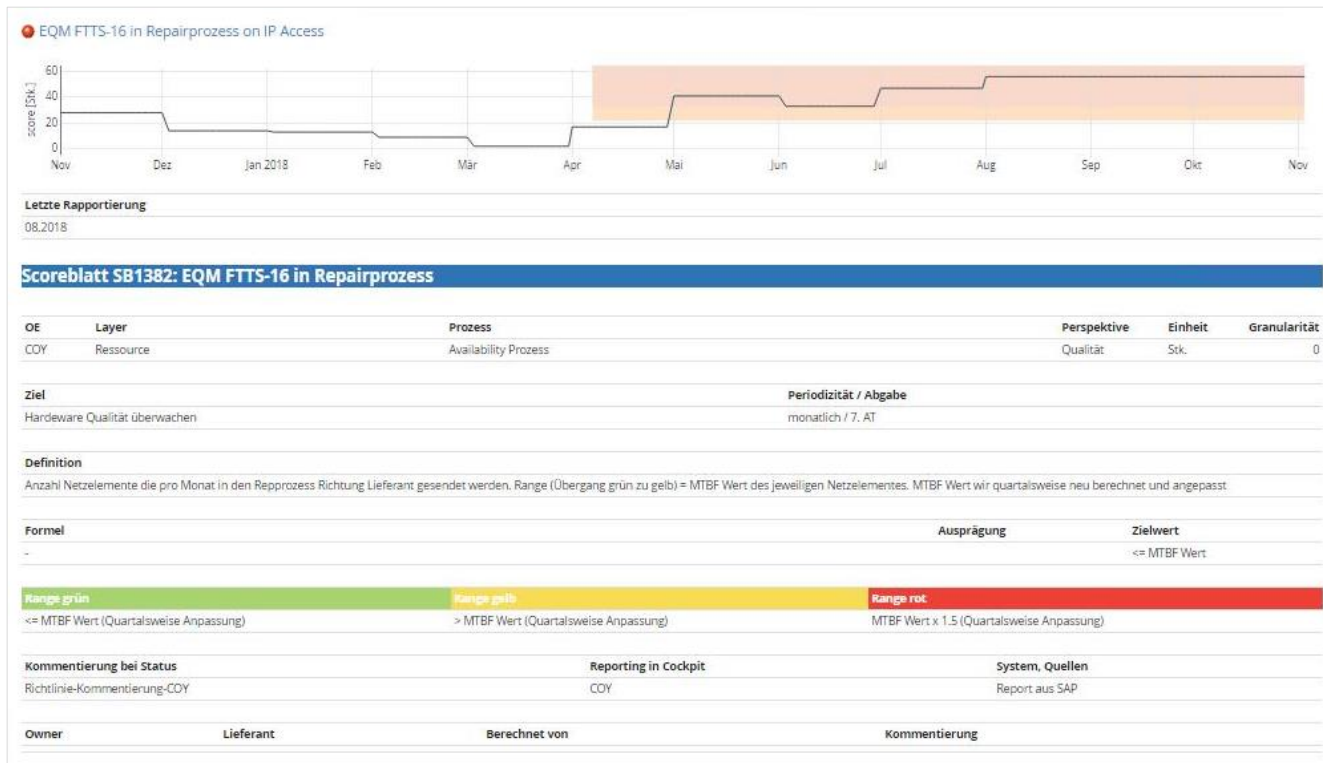 EQM FTTS-16 in Repairprozess on IP Access
score [Stk.]
60
40
20
0
Nov Dez Jan 2018 Feb Mär Apr Mai Jun Jul Aug Sep Okt Nov
Letzte Rapportierung
08.2018
Scoreblatt SB1382: EQM FTTS-16 in Repairprozess
OE Layer Prozess Perspektive Einheit Granularität
COY Ressource Availability Prozess Qualität Stk. 0
Ziel Periodizität / Abgabe
Hardeware Qualität überwachen monatlich / 7. AT
Definition
Anzahl Netzelemente die pro Monat in den Repprozess Richtung Lieferant gesendet werden. Range (Übergang grün zu gelb) = MTBF Wert des jeweiligen Netzelementes. MTBF Wert wir quartalsweise neu berechnet und angepasst
Formel Ausprägung Zielwert
- <= MTBF Wert
Range grün Range gelb Range rot
<= MTBF Wert (Quartalsweise Anpassung) > MTBF Wert (Quartalsweise Anpassung) MTBF Wert x 1.5 (Quartalsweise Anpassung)
Kommentierung bei Status Reporting in Cockpit System, Quellen
Richtlinie-Kommentierung-COY COY Report aus SAP
Owner Lieferant Berechnet von Kommentierung